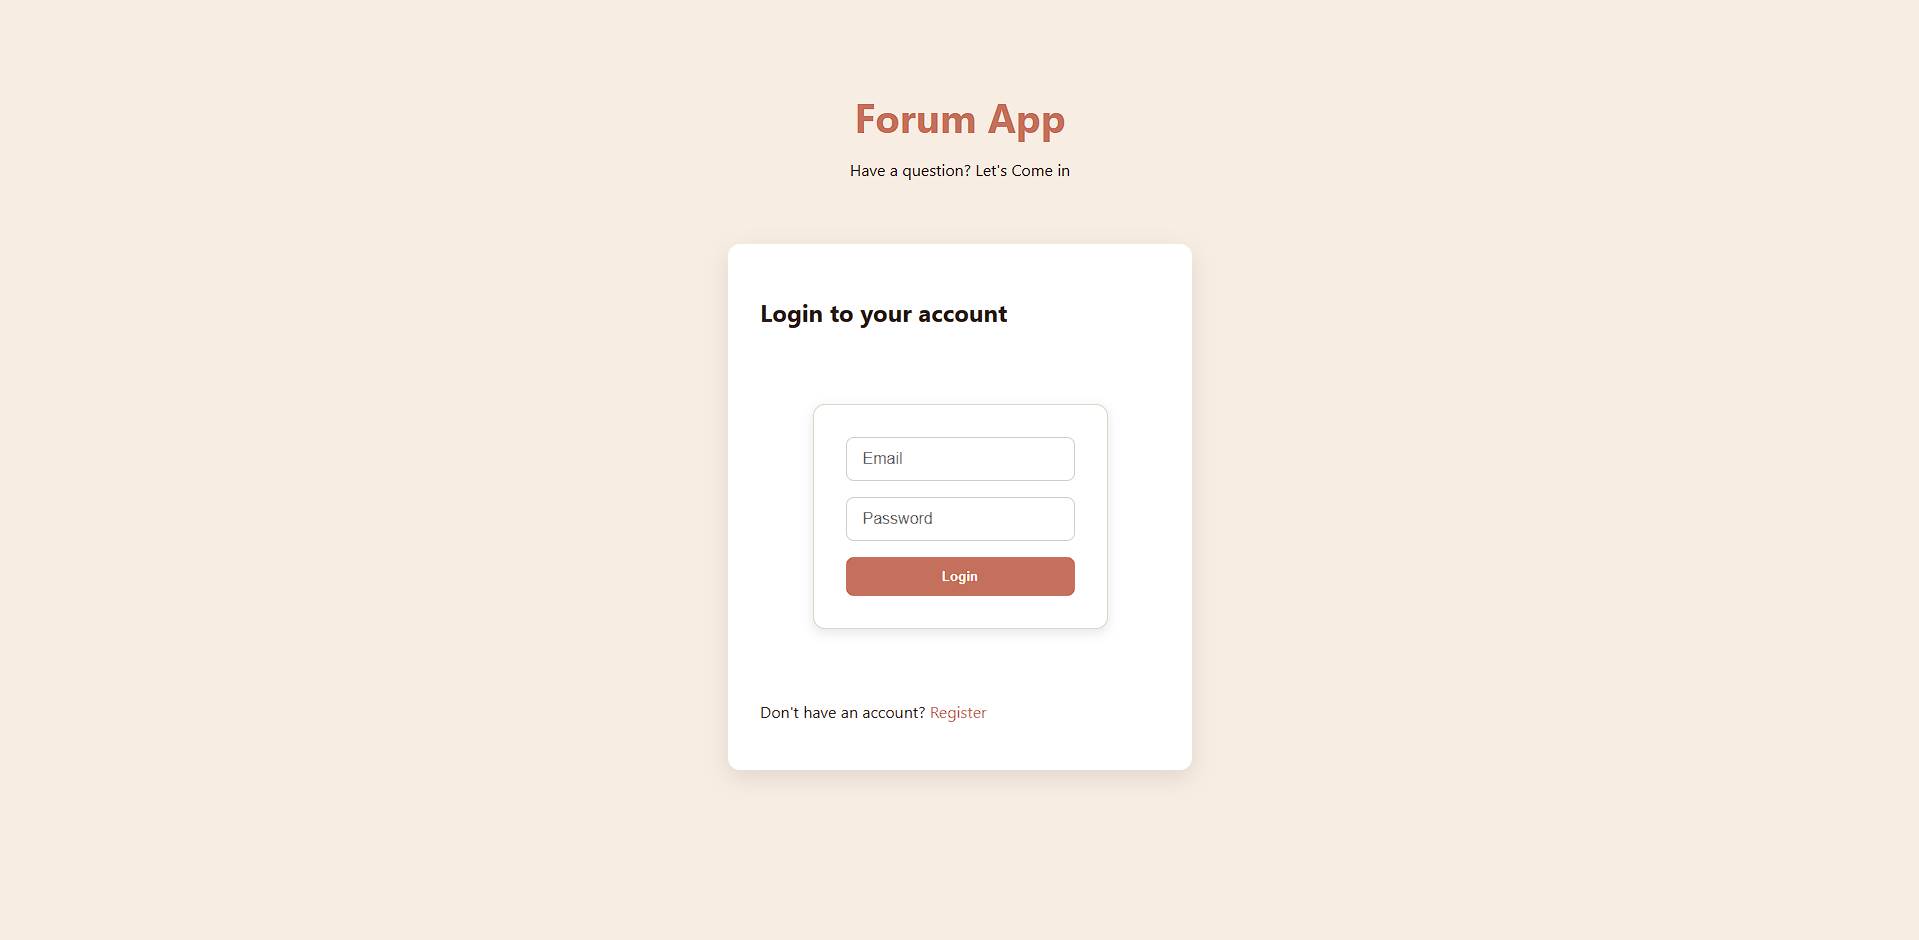 Forum App
Have a question? Let's Come in
Login to your account
Email
Password
Login
Don't have an account? Register